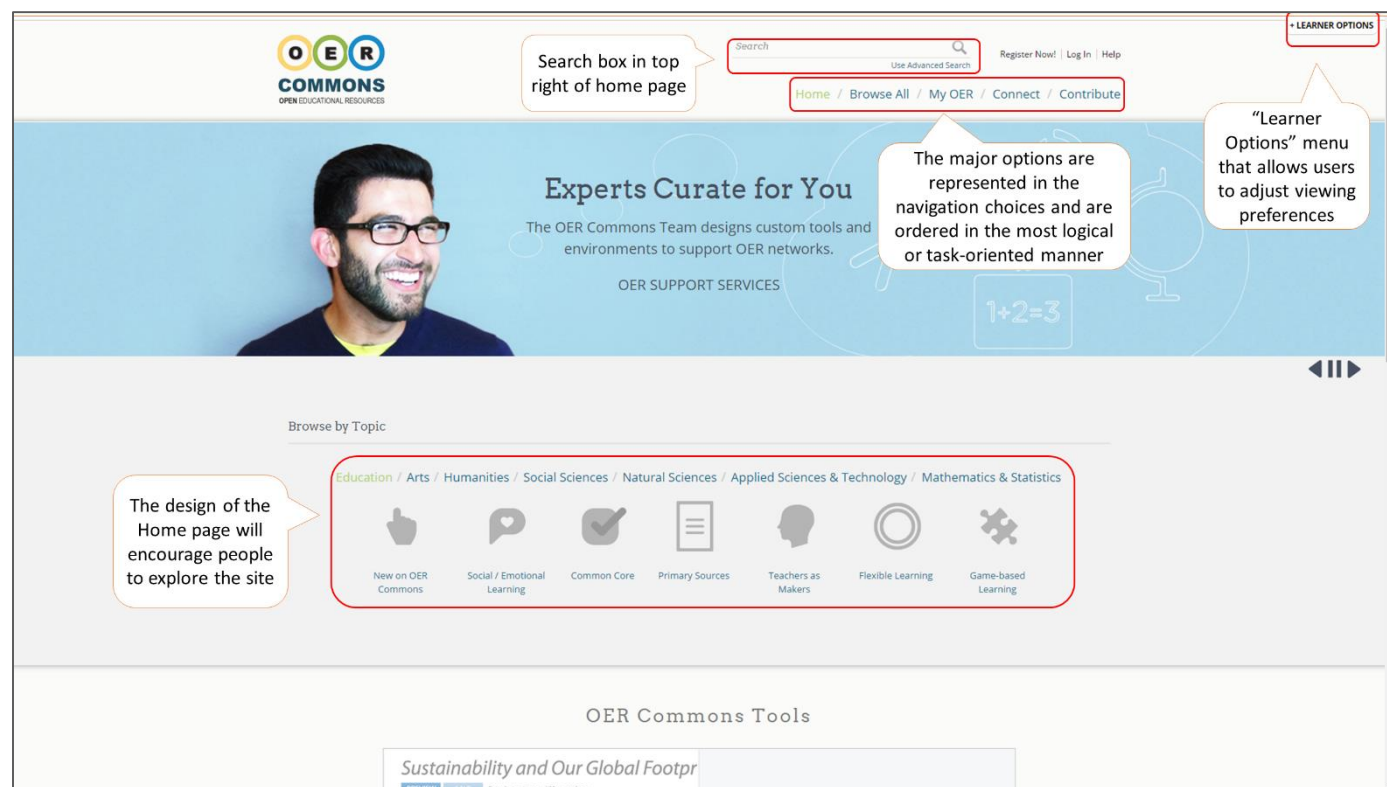 + LEARNER OPTIONS
O E R
COMMONS
OPEN EDUCATIONAL RESOURCES
Search box in top
right of home page
Search
Use Advanced Search
Register Now! | Log In | Help
Home / Browse All / My OER / Connect / Contribute
“Learner
Options” menu
that allows users
to adjust viewing
preferences
Experts Curate for You
The OER Commons Team designs custom tools and
environments to support OER networks.
OER SUPPORT SERVICES
The major options are
represented in the
navigation choices and are
ordered in the most logical
or task-oriented manner
1+2=3
Browse by Topic
Education / Arts / Humanities / Social Sciences / Natural Sciences / Applied Sciences & Technology / Mathematics & Statistics
The design of the
Home page will
encourage people
to explore the site
New on OER
Commons
Social / Emotional
Learning
Common Core
Primary Sources
Teachers as
Makers
Flexible Learning
Game-based
Learning
OER Commons Tools
Sustainability and Our Global Footpr